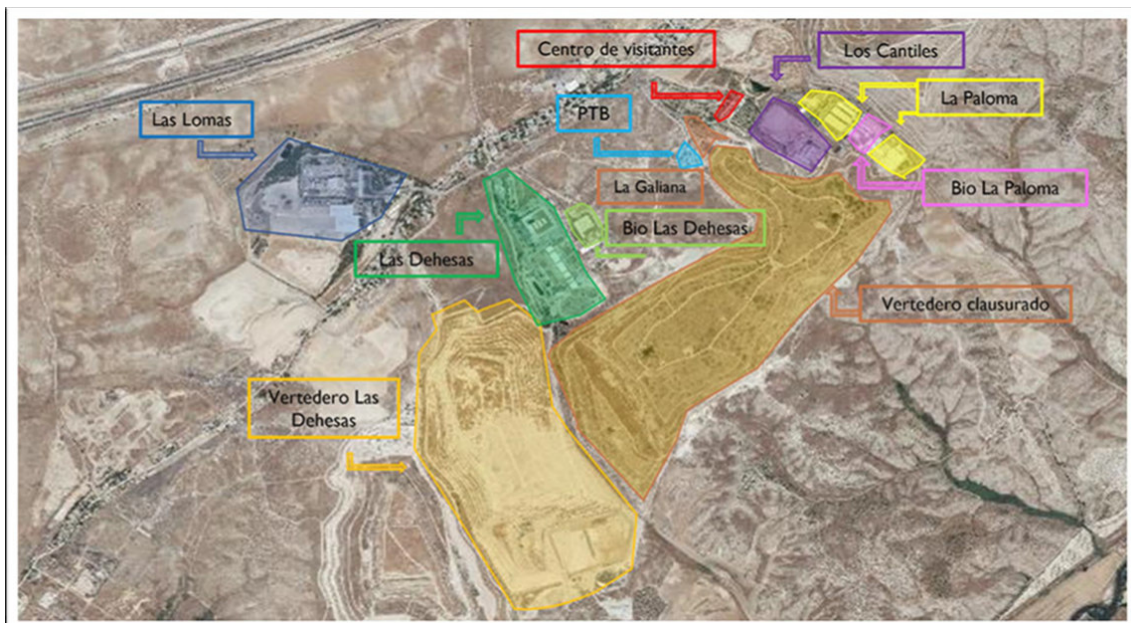 Centro de visitantes
Los Cantiles
La Paloma
Las Lomas
PTB
La Galiana
Bio La Paloma
Bio Las Dehesas
Las Dehesas
Vertedero clausurado
Vertedero Las
Dehesas